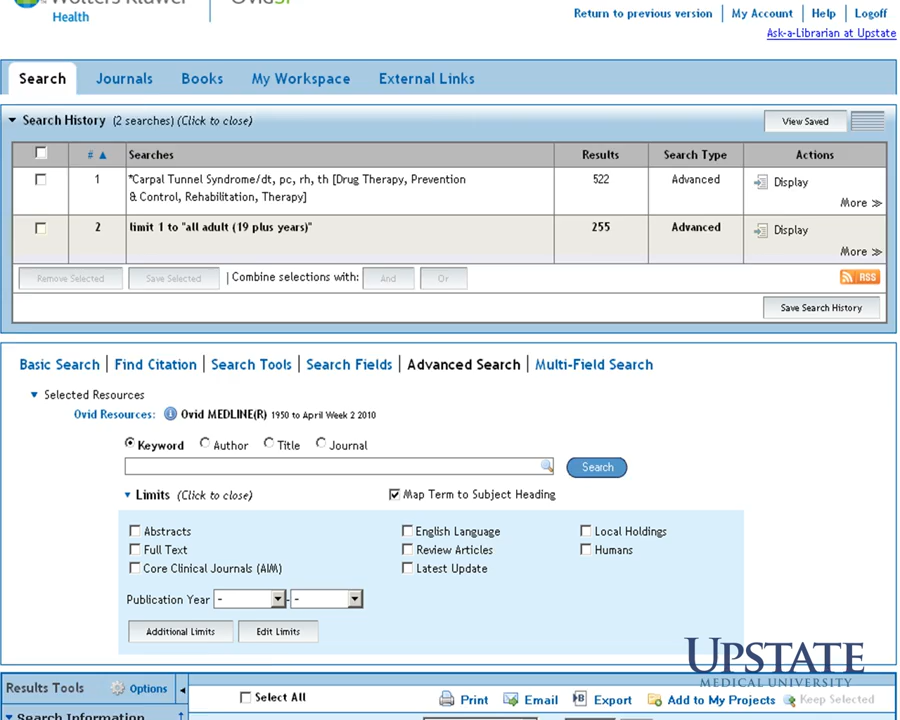 Wolters Kluwer | OvidSP
Health
Return to previous version | My Account | Help | Logoff
Ask-a-Librarian at Upstate
Search Journals Books My Workspace External Links
Search History (2 searches) (Click to close) View Saved
# ▲ Searches Results Search Type Actions
1 *Carpal Tunnel Syndrome/dt, pc, rh, th [Drug Therapy, Prevention 522 Advanced Display
& Control, Rehabilitation, Therapy] More ≫
2 limit 1 to "all adult (19 plus years)" 255 Advanced Display
More ≫
Remove Selected Save Selected | Combine selections with: And Or RSS
Save Search History
Basic Search | Find Citation | Search Tools | Search Fields | Advanced Search | Multi-Field Search
▼ Selected Resources
Ovid Resources: Ovid MEDLINE(R) 1950 to April Week 2 2010
Keyword Author Title Journal
Search
▼ Limits (Click to close) Map Term to Subject Heading
Abstracts English Language Local Holdings
Full Text Review Articles Humans
Core Clinical Journals (AIM) Latest Update
Publication Year - - -
Additional Limits Edit Limits
UPSTATE
MEDICAL UNIVERSITY
Results Tools Options Select All Print Email Export Add to My Projects Keep Selected
Search Information